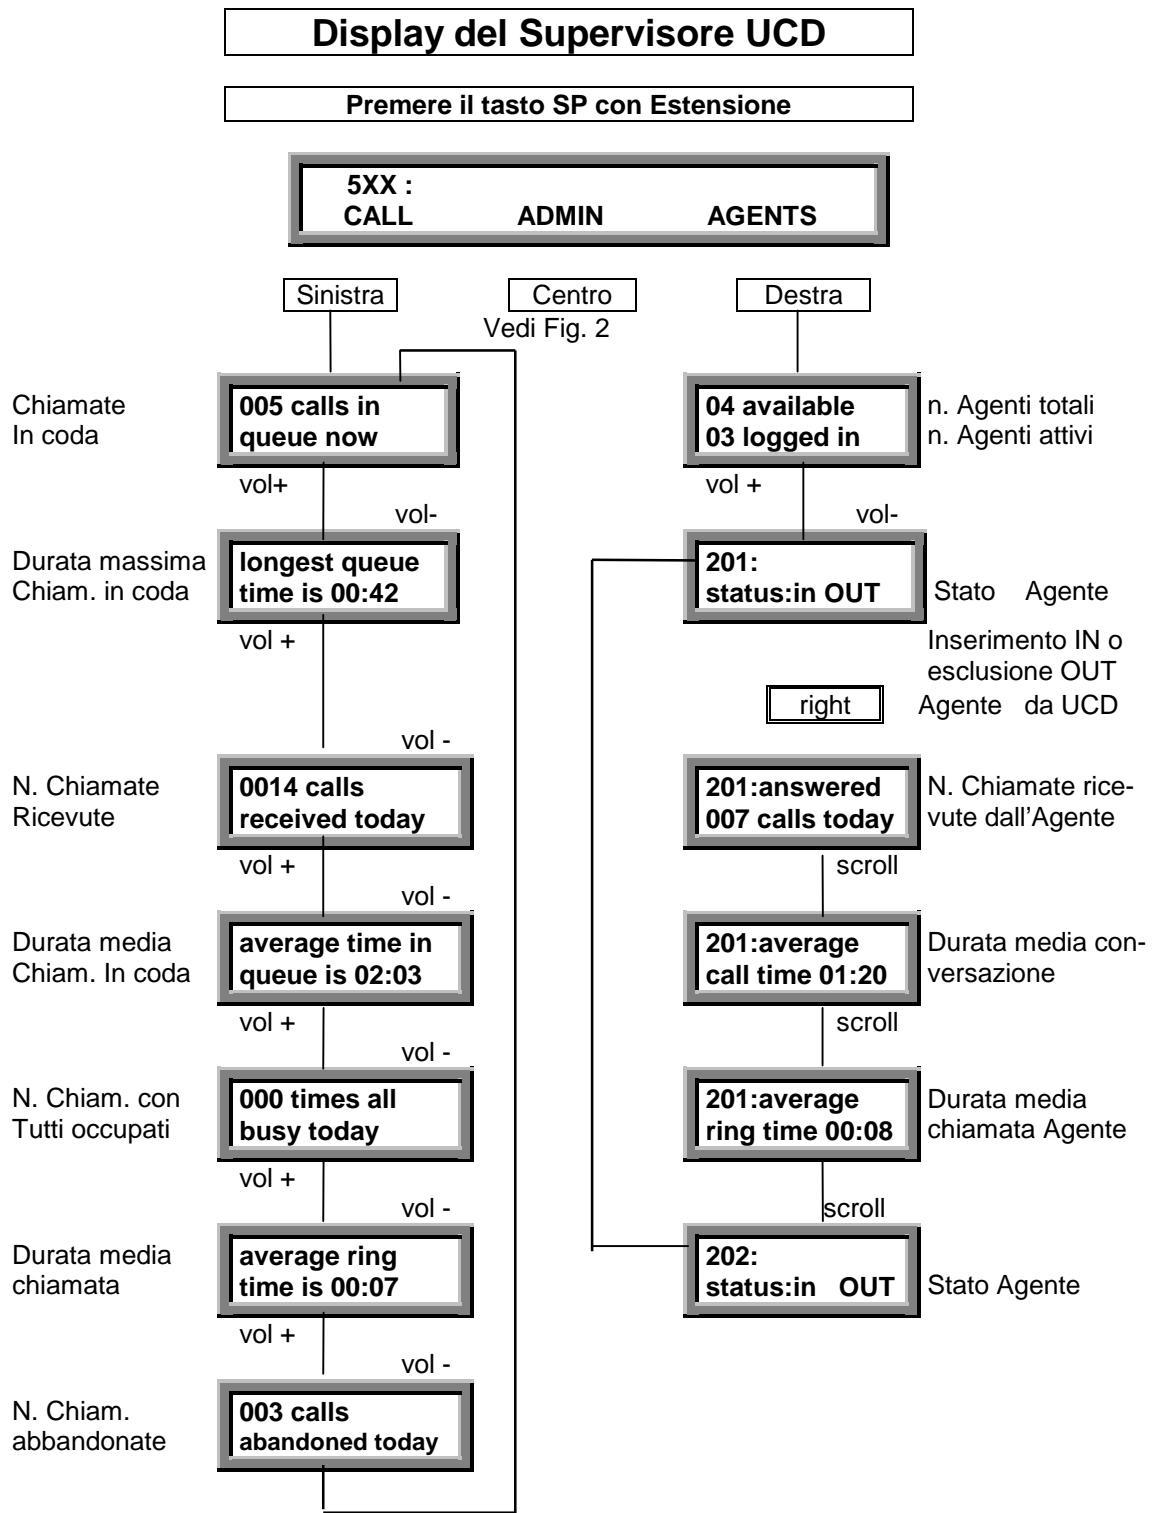 Display del Supervisore UCD
Premere il tasto SP con Estensione
5XX :
CALL ADMIN AGENTS
Sinistra
Centro
Destra
Vedi Fig. 2
Chiamate
In coda
005 calls in
queue now
vol+
vol-
Durata massima
Chiam. in coda
longest queue
time is 00:42
vol +
vol -
N. Chiamate
Ricevute
0014 calls
received today
vol +
vol -
Durata media
Chiam. In coda
average time in
queue is 02:03
vol +
vol -
N. Chiam. con
Tutti occupati
000 times all
busy today
vol +
vol -
Durata media
chiamata
average ring
time is 00:07
vol +
vol -
N. Chiam.
abbandonate
003 calls
abandoned today
04 available
03 logged in
n. Agenti totali
n. Agenti attivi
vol +
vol-
201:
status:in OUT
Stato Agente
Inserimento IN o
esclusione OUT
right
Agente da UCD
201:answered
007 calls today
N. Chiamate rice-
vute dall'Agente
scroll
201:average
call time 01:20
Durata media con-
versazione
scroll
201:average
ring time 00:08
Durata media
chiamata Agente
scroll
202:
status:in OUT
Stato Agente